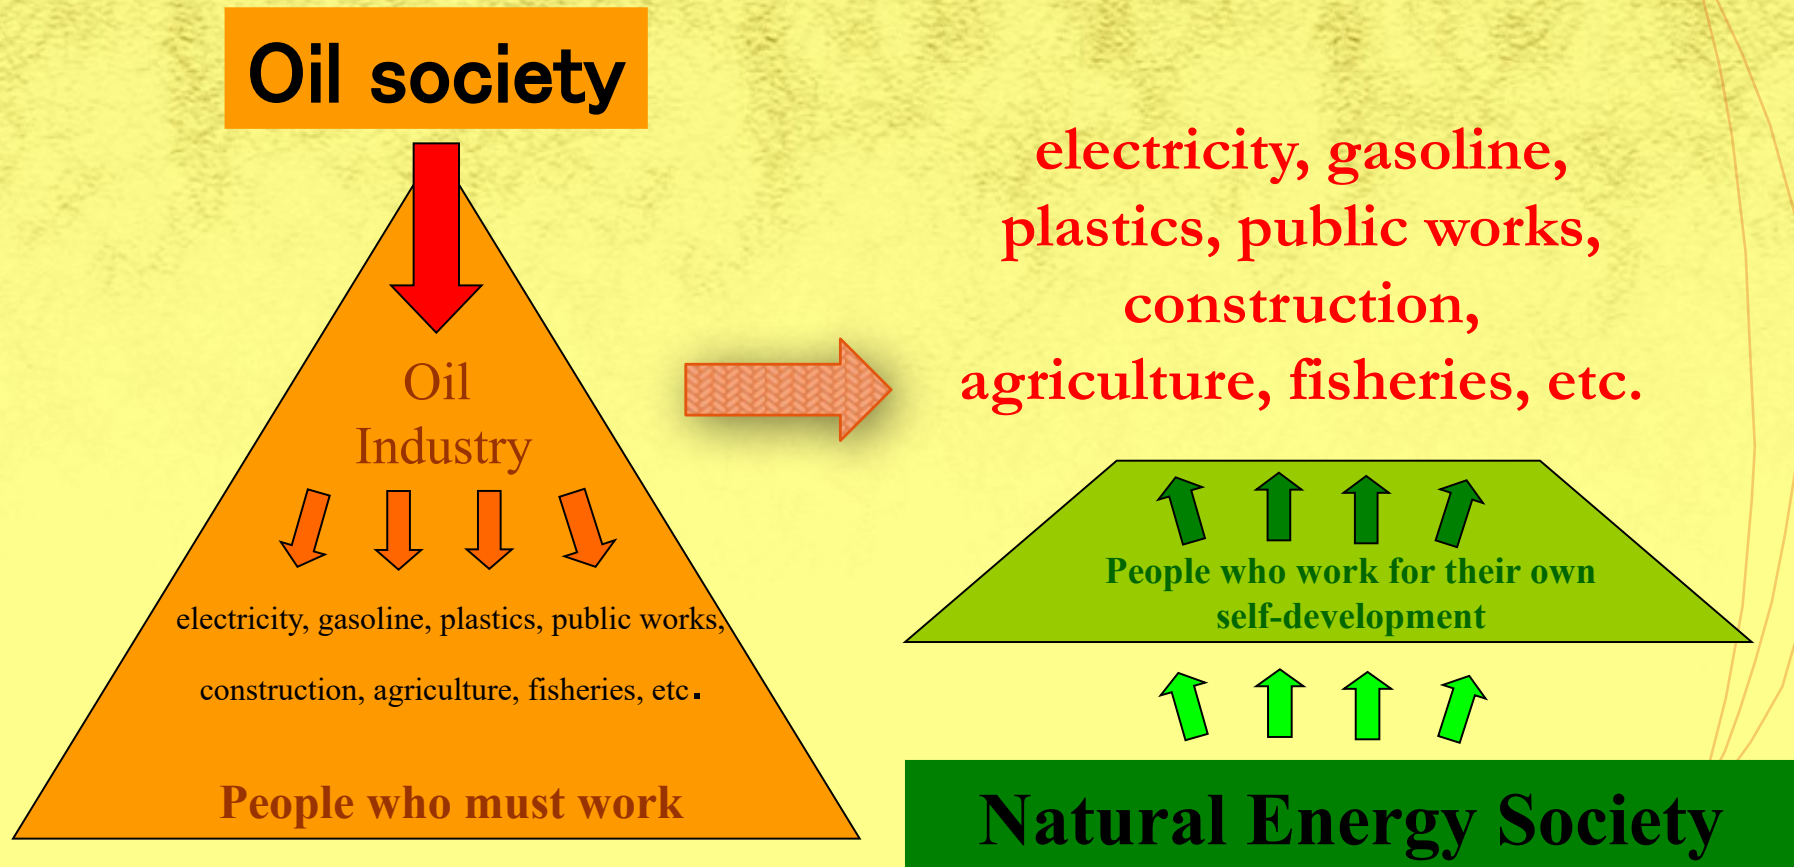 Oil society
Oil
Industry
electricity, gasoline, plastics, public works,
construction, agriculture, fisheries, etc.
People who must work
electricity, gasoline,
plastics, public works,
construction,
agriculture, fisheries, etc.
People who work for their own
self-development
Natural Energy Society